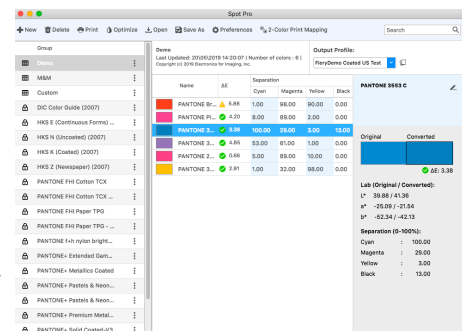 Spot Pro
New Delete Print Optimize Open Save As Preferences 2-Color Print Mapping Search
Group
Demo
M&M
Custom
DIC Color Guide (2007)
HKS E (Continuous Forms) ...
HKS N (Uncoated) (2007)
HKS K (Coated) (2007)
HKS Z (Newspaper) (2007)
PANTONE FHI Cotton TCX
PANTONE FHI Cotton TCX ...
PANTONE FHI Paper TPG
PANTONE FHI Paper TPG - ...
PANTONE f+h nylon bright...
PANTONE+ Extended Gam...
PANTONE+ Metallics Coated
PANTONE+ Pastels & Neon...
PANTONE+ Pastels & Neon...
PANTONE+ Premium Metal...
PANTONE+ Solid Coated-V3
Demo
Last Updated: 20\05\2019 14:20:07 | Number of colors : 6 |
Copyright (c) 2019 Electronics for Imaging, Inc.
Output Profile:
FieryDemo Coated US Test
Separation
Name ΔE Cyan Magenta Yellow Black
PANTONE Br... 5.88 1.00 98.00 90.00 0.00
PANTONE Pl... 4.20 8.00 89.00 2.00 0.00
PANTONE 3... 3.38 100.00 29.00 3.00 13.00
PANTONE 3... 4.85 53.00 61.00 1.00 0.00
PANTONE 2... 0.66 5.00 89.00 10.00 0.00
PANTONE 3... 2.91 1.00 32.00 98.00 0.00
PANTONE 3553 C
Original Converted
ΔE: 3.38
Lab (Original / Converted):
L* 39.88 / 41.36
a* -25.09 / -21.54
b* -52.34 / -42.13
Separation (0-100%):
Cyan : 100.00
Magenta : 29.00
Yellow : 3.00
Black : 13.00